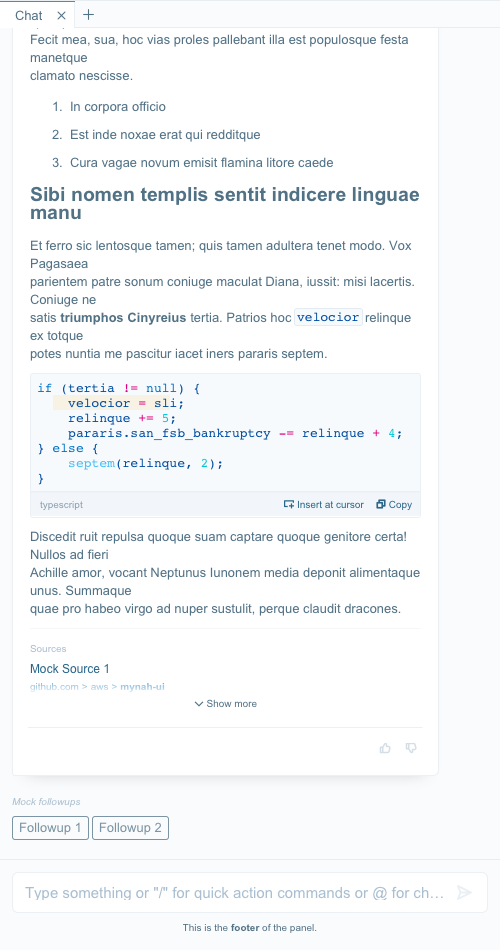 Chat
Fecit mea, sua, hoc vias proles pallebant illa est populosque festa
manetque
clamato nescisse.
1. In corpora officio
2. Est inde noxae erat qui redditque
3. Cura vagae novum emisit flamina litore caede
Sibi nomen templis sentit indicere linguae
manu
Et ferro sic lentosque tamen; quis tamen adultera tenet modo. Vox
Pagasaea
parientem patre sonum coniuge maculat Diana, iussit: misi lacertis.
Coniuge ne
satis triumphos Cinyreius tertia. Patrios hoc velocior relinque
ex totque
potes nuntia me pascitur iacet iners pararis septem.
if (tertia != null) {
velocior = sli;
relinque += 5;
pararis.san_fsb_bankruptcy -= relinque + 4;
} else {
septem(relinque, 2);
}
typescript Insert at cursor Copy
Discedit ruit repulsa quoque suam captare quoque genitore certa!
Nullos ad fieri
Achille amor, vocant Neptunus Iunonem media deponit alimentaque
unus. Summaque
quae pro habeo virgo ad nuper sustulit, perque claudit dracones.
Sources
Mock Source 1
github.com > aws > mynah-ui
Show more
Mock followups
Followup 1 Followup 2
Type something or "/" for quick action commands or @ for ch...
This is the footer of the panel.